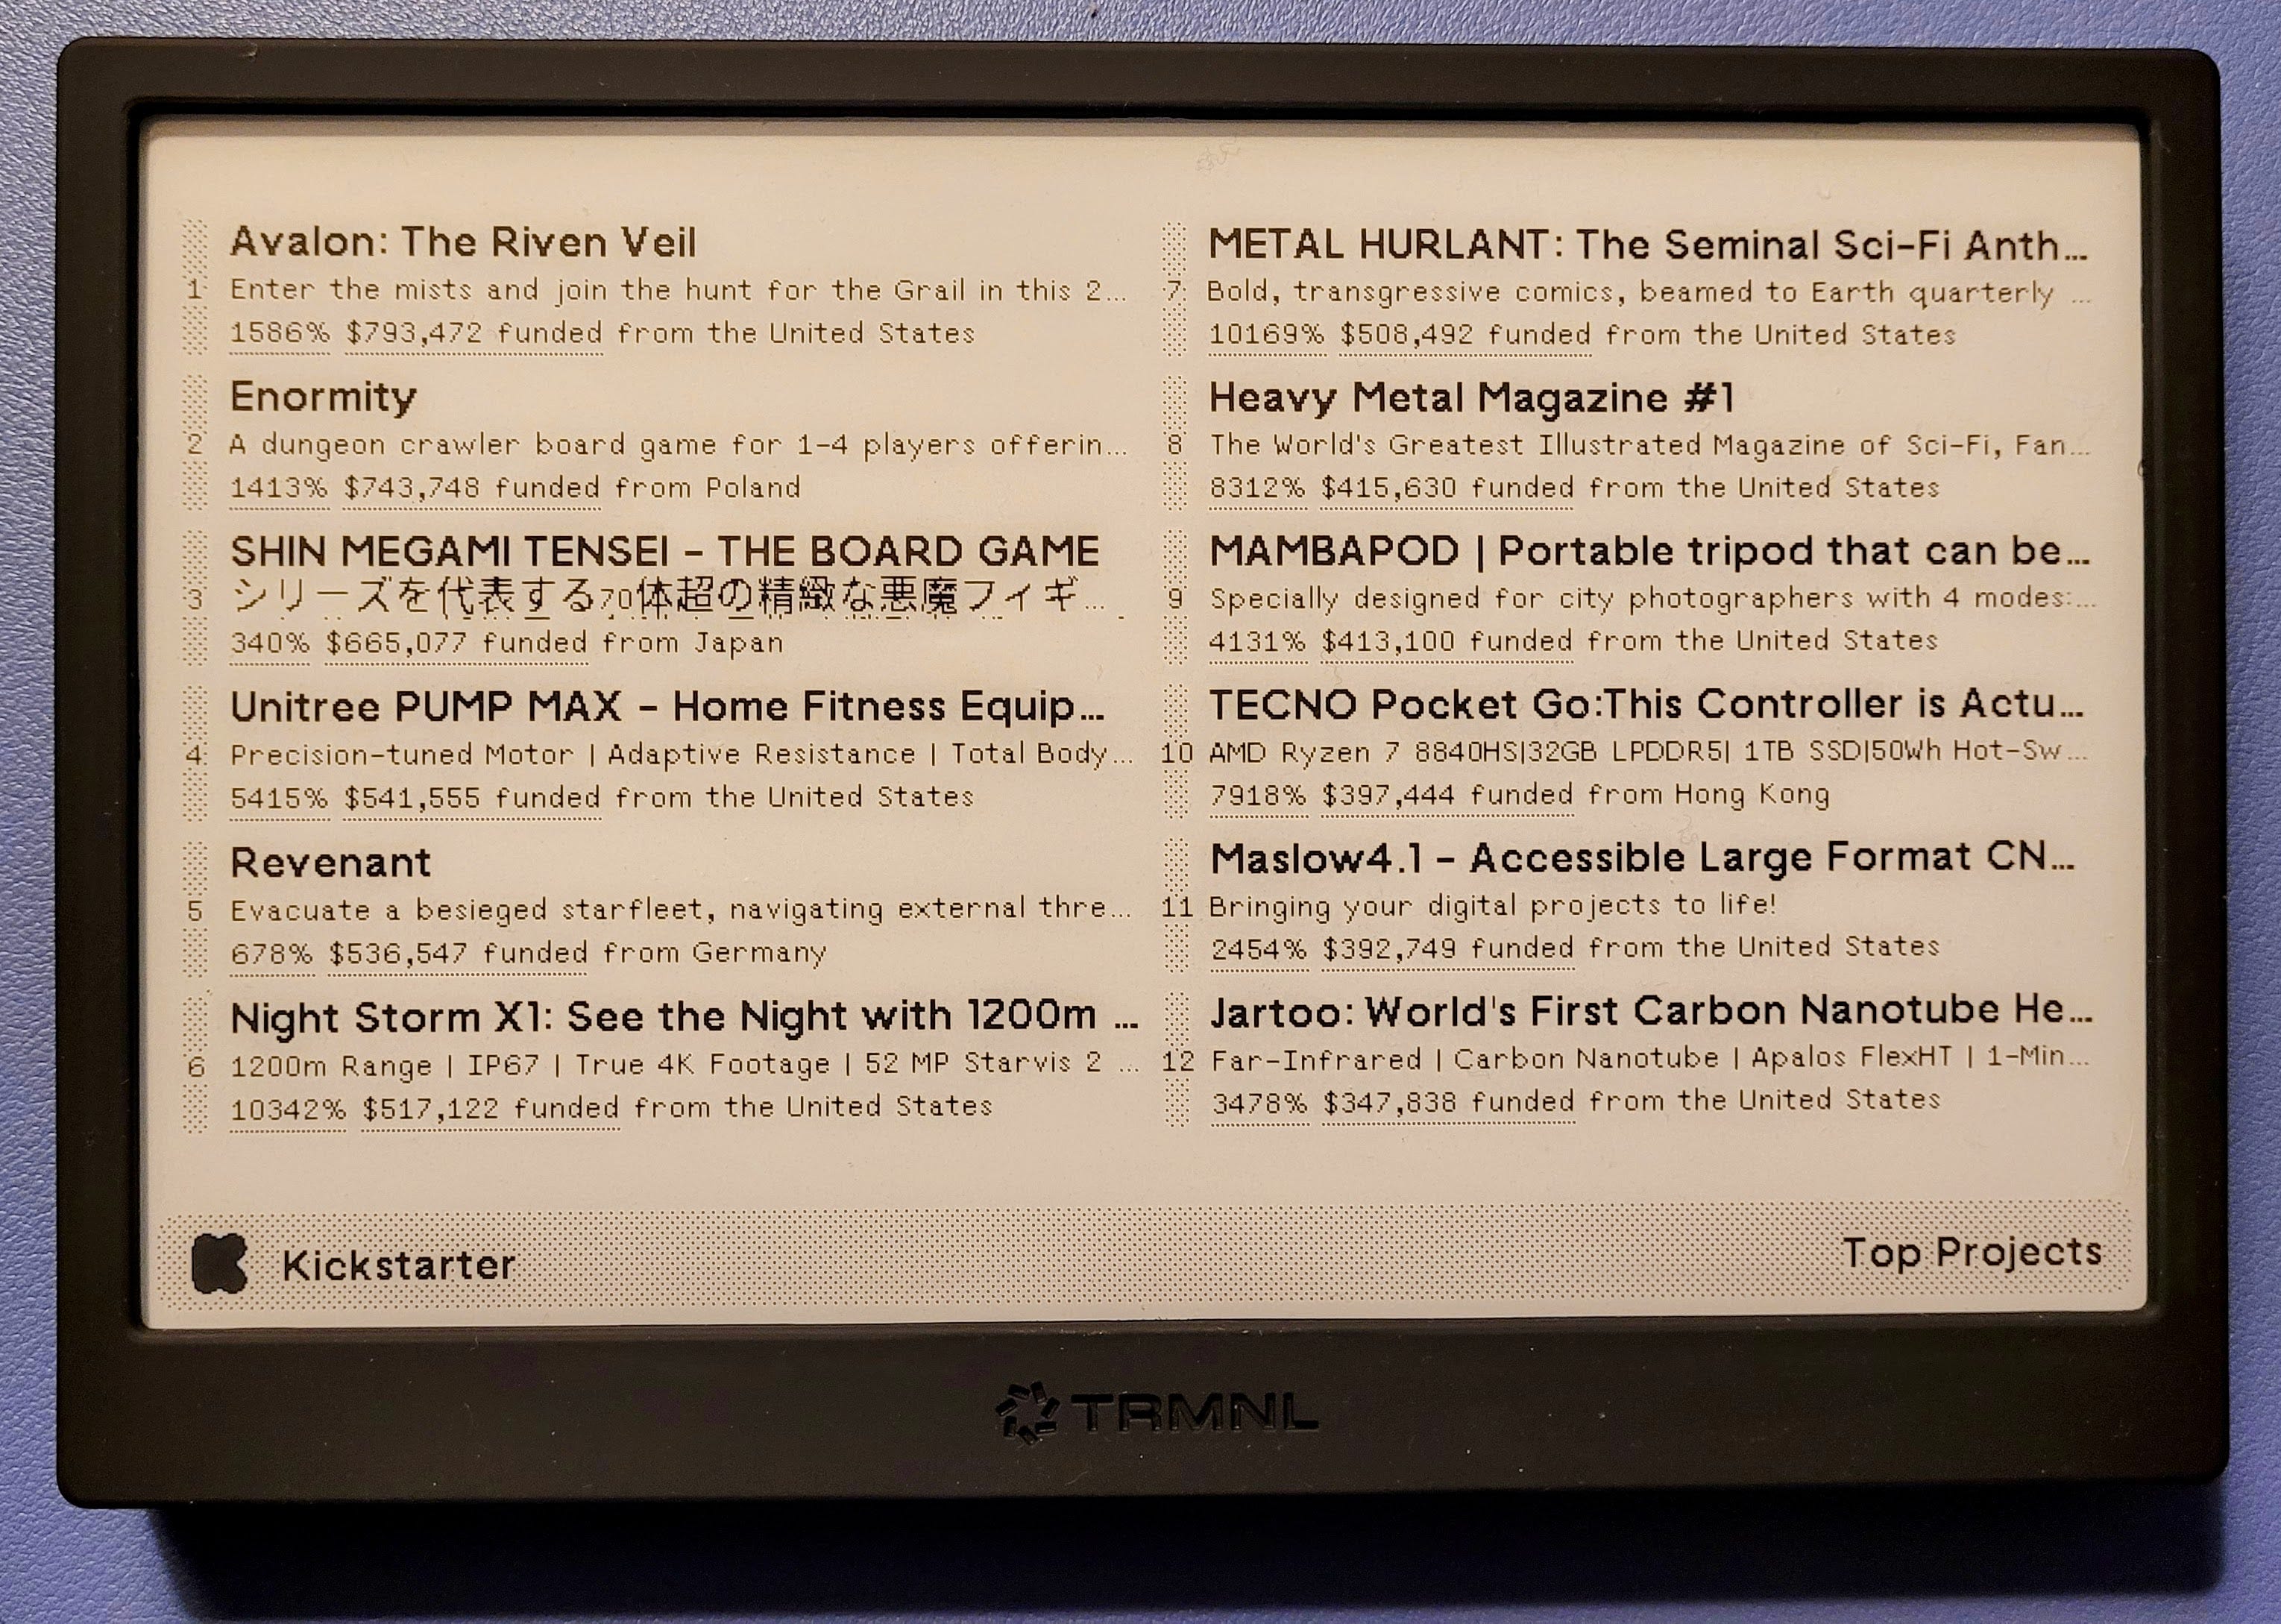 Avalon: The Riven Veil
1 Enter the mists and join the hunt for the Grail in this 2...
1586% $793,472 funded from the United States
Enormity
2 A dungeon crawler board game for 1-4 players offerin...
1413% $743,748 funded from Poland
SHIN MEGAMI TENSEI - THE BOARD GAME
3 シリーズを代表する70体超の精緻な悪魔フィギ...
340% $665,077 funded from Japan
Unitree PUMP MAX - Home Fitness Equip...
4 Precision-tuned Motor | Adaptive Resistance | Total Body...
5415% $541,555 funded from the United States
Revenant
5 Evacuate a besieged starfleet, navigating external thre...
678% $536,547 funded from Germany
Night Storm X1: See the Night with 1200m ...
6 1200m Range | IP67 | True 4K Footage | 52 MP Starvis 2 ...
10342% $517,122 funded from the United States
METAL HURLANT: The Seminal Sci-Fi Anth...
7 Bold, transgressive comics, beamed to Earth quarterly ...
10169% $508,492 funded from the United States
Heavy Metal Magazine #1
8 The World's Greatest Illustrated Magazine of Sci-Fi, Fan...
8312% $415,630 funded from the United States
MAMBAPOD | Portable tripod that can be...
9 Specially designed for city photographers with 4 modes:...
4131% $413,100 funded from the United States
TECNO Pocket Go:This Controller is Actu...
10 AMD Ryzen 7 8840HS|32GB LPDDR5| 1TB SSD|50Wh Hot-Sw...
7918% $397,444 funded from Hong Kong
Maslow4.1 - Accessible Large Format CN...
11 Bringing your digital projects to life!
2454% $392,749 funded from the United States
Jartoo: World's First Carbon Nanotube He...
12 Far-Infrared | Carbon Nanotube | Apalos FlexHT | 1-Min...
3478% $347,838 funded from the United States
Kickstarter
Top Projects
TRMNL